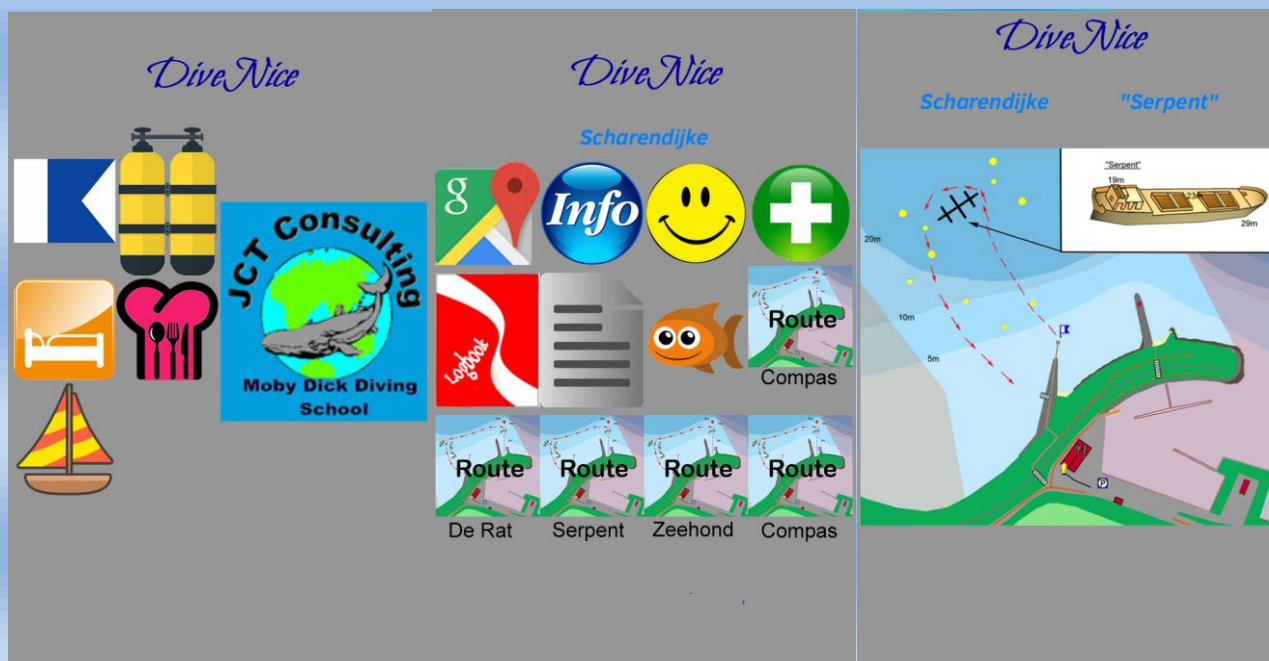 DiveNice
JCT Consulting
Moby Dick Diving
School
DiveNice
Scharendijke
g
Info
Logbook
Route
Compas
Route
Route
Route
Route
De Rat
Serpent
Zeehond
Compas
DiveNice
Scharendijke
"Serpent"
"Serpent"
19m
29m
20m
10m
5m
P